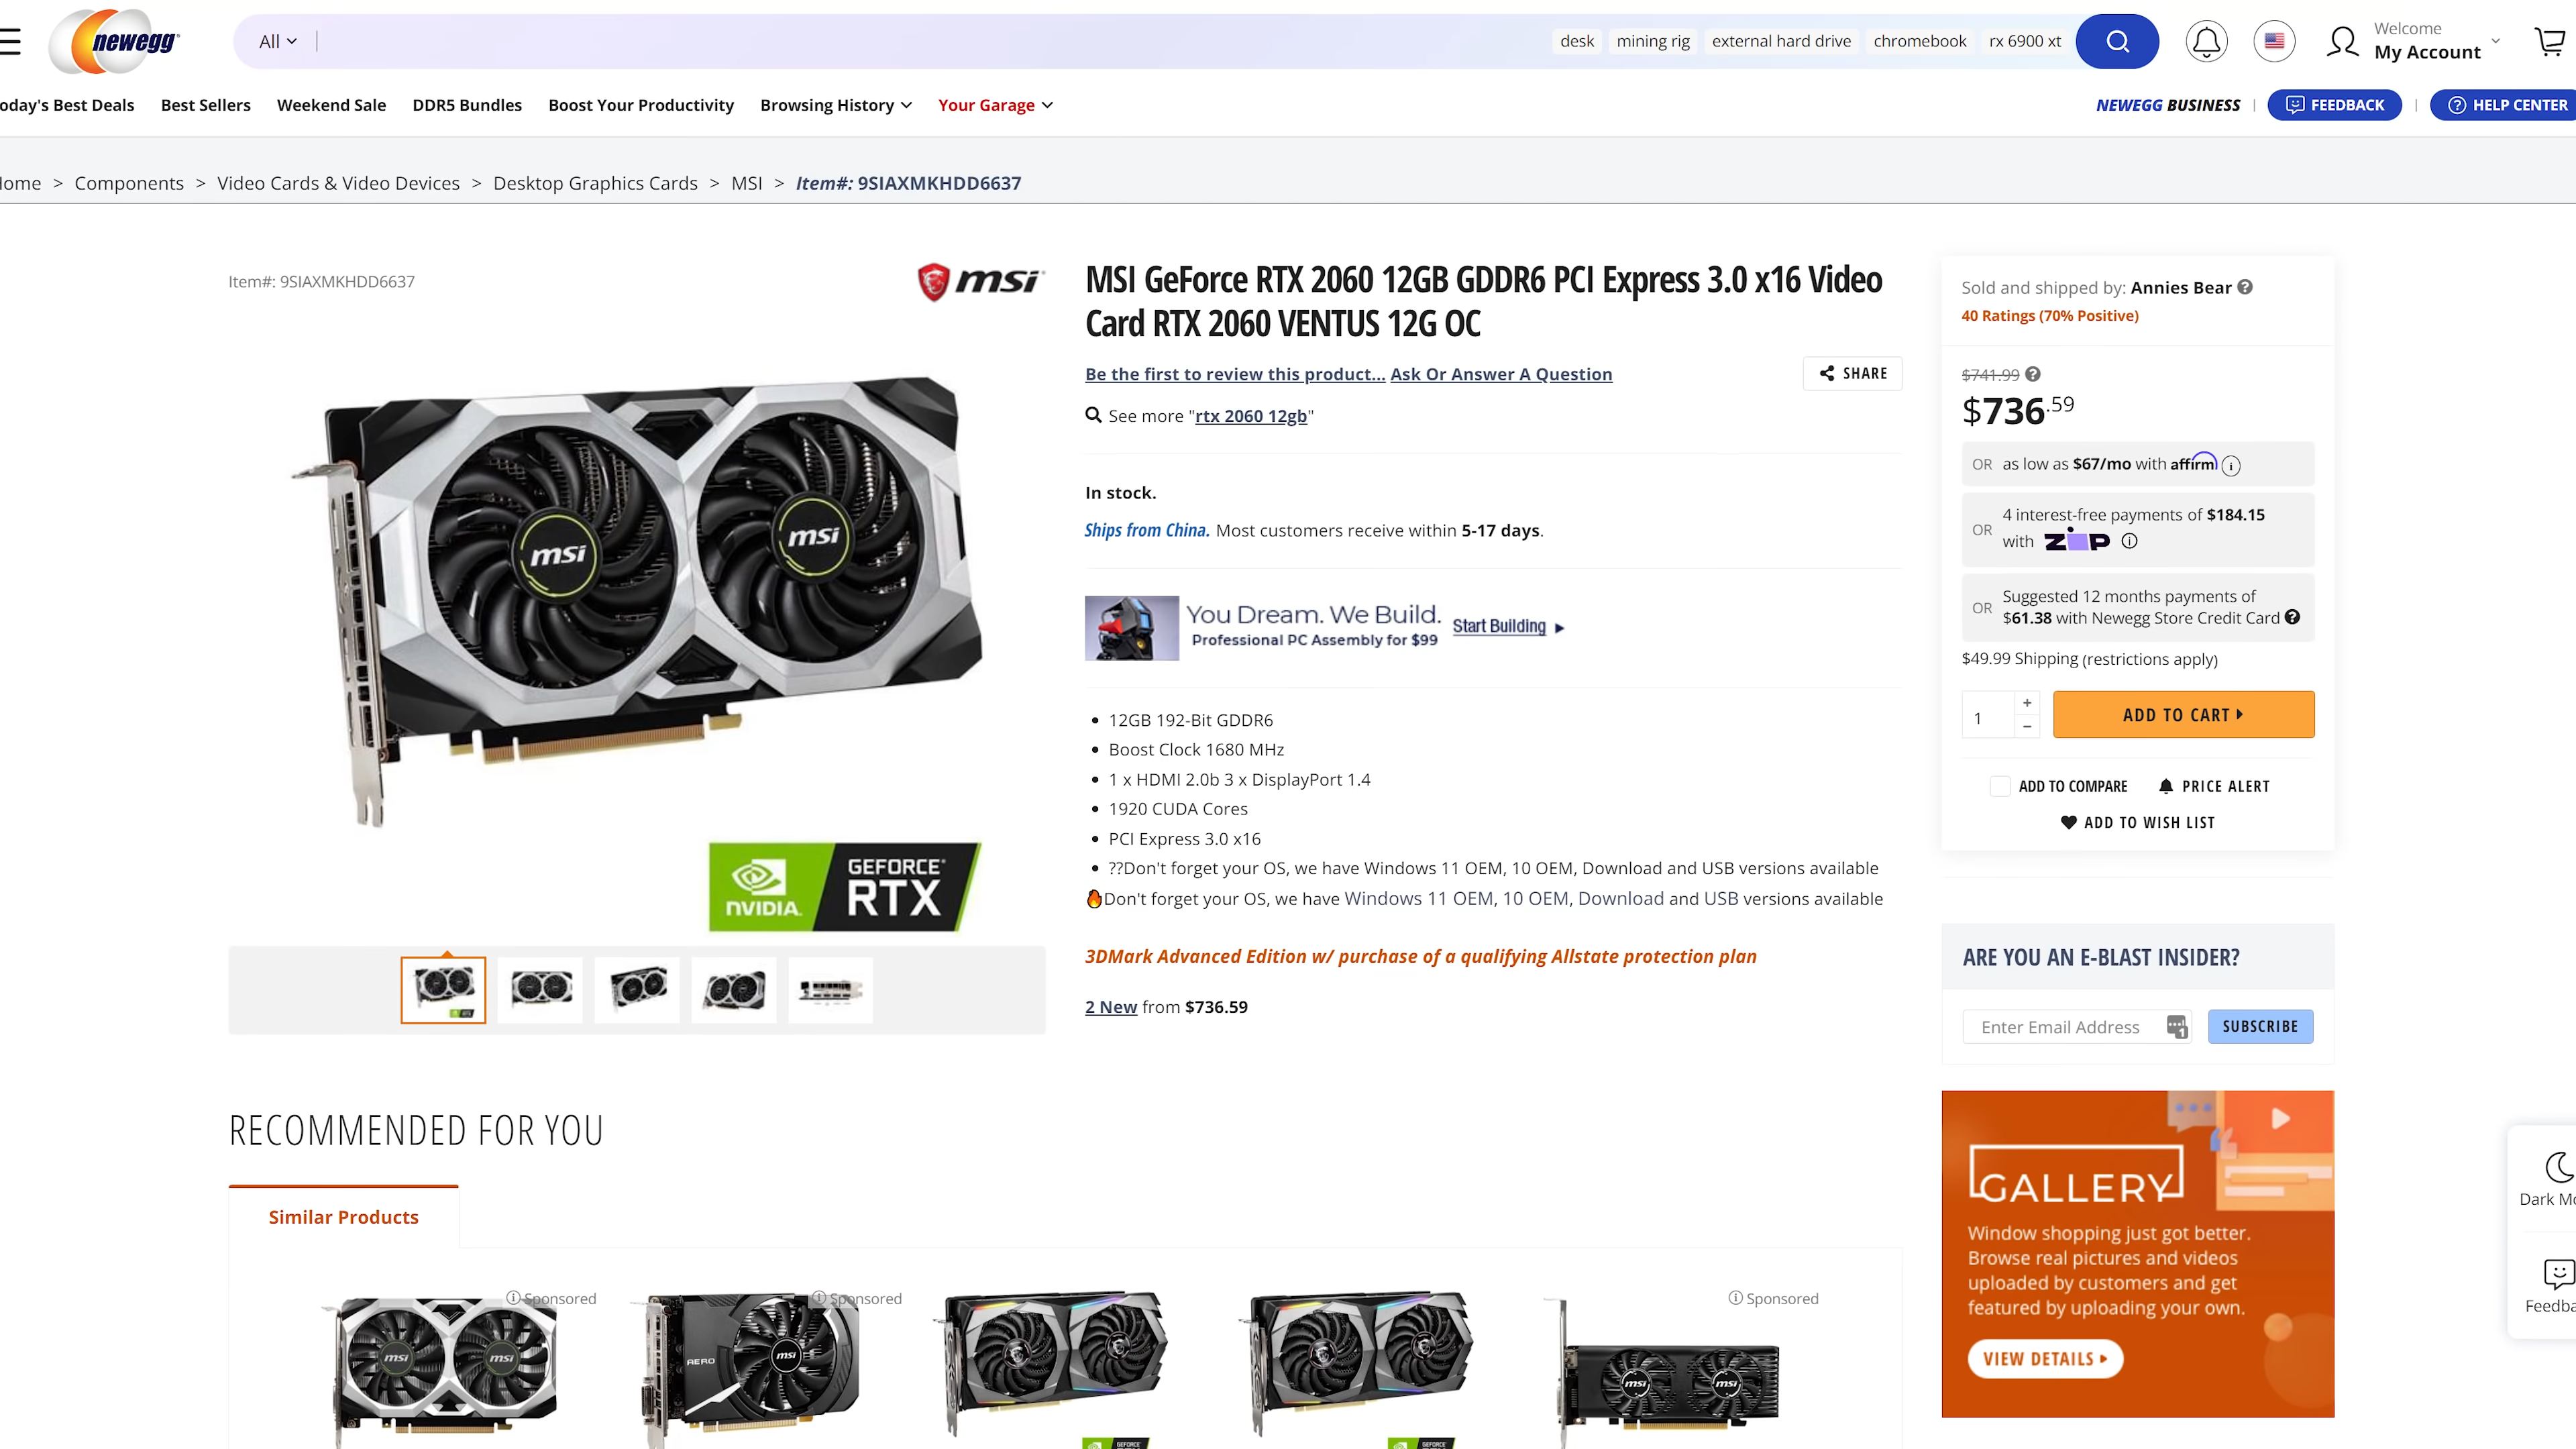 newegg
All
desk mining rig external hard drive chromebook rx 6900 xt
Welcome
My Account
oday's Best Deals Best Sellers Weekend Sale DDR5 Bundles Boost Your Productivity Browsing History Your Garage
NEWEGG BUSINESS | FEEDBACK | HELP CENTER
ome > Components > Video Cards & Video Devices > Desktop Graphics Cards > MSI > Item#: 9SIAXMKHDD6637
Item#: 9SIAXMKHDD6637
msi
msi
msi
NVIDIA.
GEFORCE
RTX
MSI GeForce RTX 2060 12GB GDDR6 PCI Express 3.0 x16 Video
Card RTX 2060 VENTUS 12G OC
Be the first to review this product... Ask Or Answer A Question
SHARE
See more "rtx 2060 12gb"
In stock.
Ships from China. Most customers receive within 5-17 days.
You Dream. We Build.
Professional PC Assembly for $99
Start Building
• 12GB 192-Bit GDDR6
• Boost Clock 1680 MHz
• 1 x HDMI 2.0b 3 x DisplayPort 1.4
• 1920 CUDA Cores
• PCI Express 3.0 x16
• ??Don't forget your OS, we have Windows 11 OEM, 10 OEM, Download and USB versions available
🔥Don't forget your OS, we have Windows 11 OEM, 10 OEM, Download and USB versions available
3DMark Advanced Edition w/ purchase of a qualifying Allstate protection plan
2 New from $736.59
Sold and shipped by: Annies Bear
40 Ratings (70% Positive)
$741.99
$736.59
OR as low as $67/mo with affirm
OR 4 interest-free payments of $184.15
with ZIP
OR Suggested 12 months payments of
$61.38 with Newegg Store Credit Card
$49.99 Shipping (restrictions apply)
1 + −
ADD TO CART
ADD TO COMPARE PRICE ALERT
ADD TO WISH LIST
ARE YOU AN E-BLAST INSIDER?
Enter Email Address 1 SUBSCRIBE
GALLERY
Window shopping just got better.
Browse real pictures and videos
uploaded by customers and get
featured by uploading your own.
VIEW DETAILS
Dark Mo
Feedba
RECOMMENDED FOR YOU
Similar Products
Sponsored
Sponsored
Sponsored
msi msi
AERO msi
msi msi
GEFORCE
GEFORCE